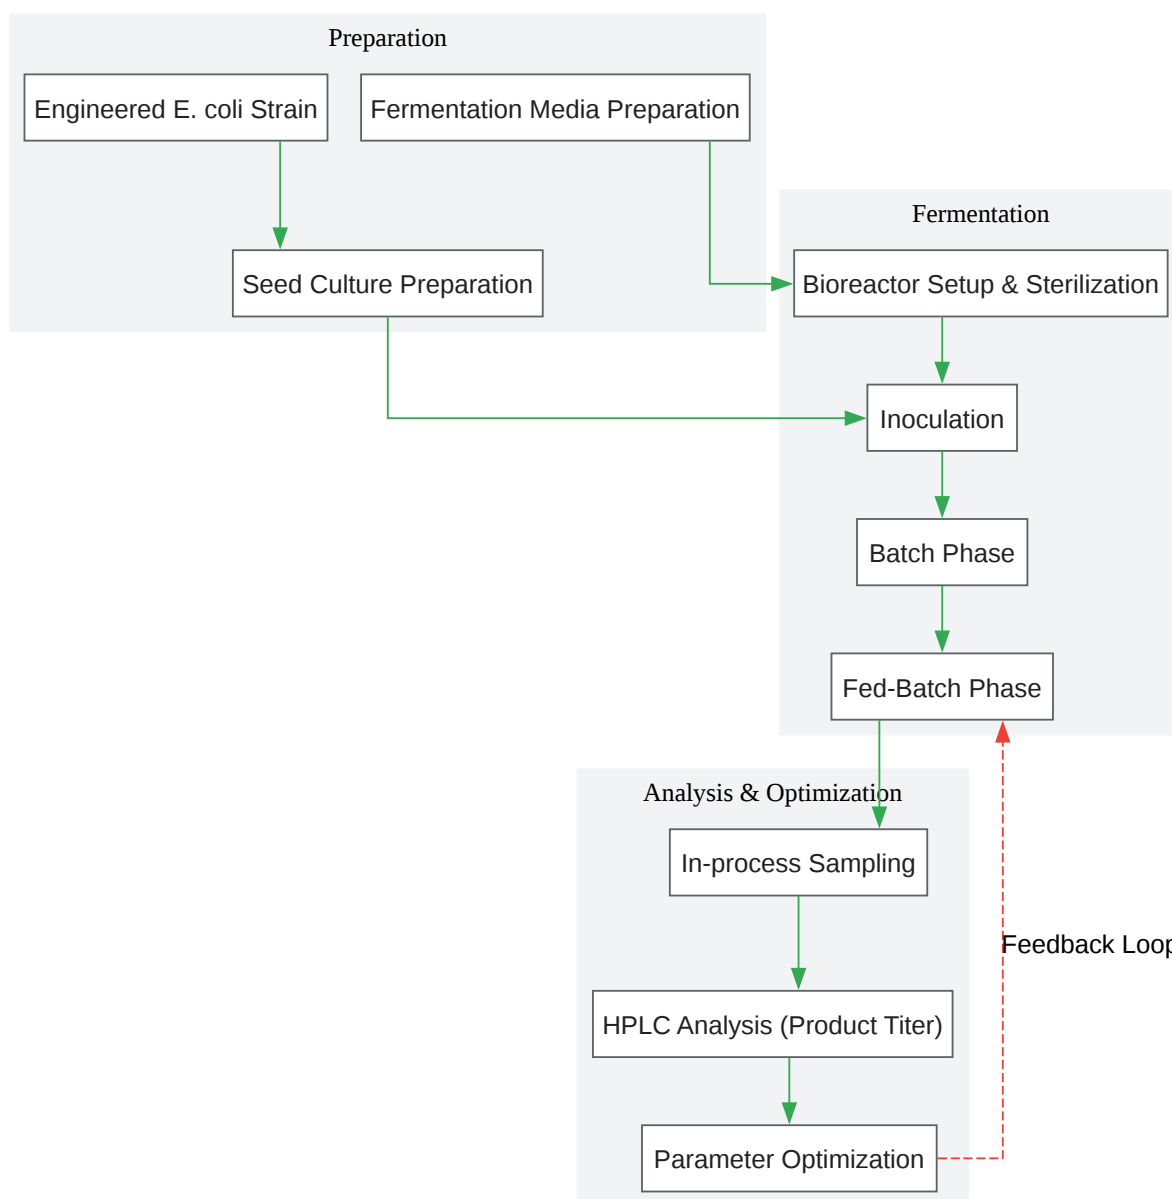 Preparation
Engineered E. coli Strain
Fermentation Media Preparation
Seed Culture Preparation
Fermentation
Bioreactor Setup & Sterilization
Inoculation
Batch Phase
Fed-Batch Phase
Analysis & Optimization
In-process Sampling
Feedback Loop
HPLC Analysis (Product Titer)
Parameter Optimization